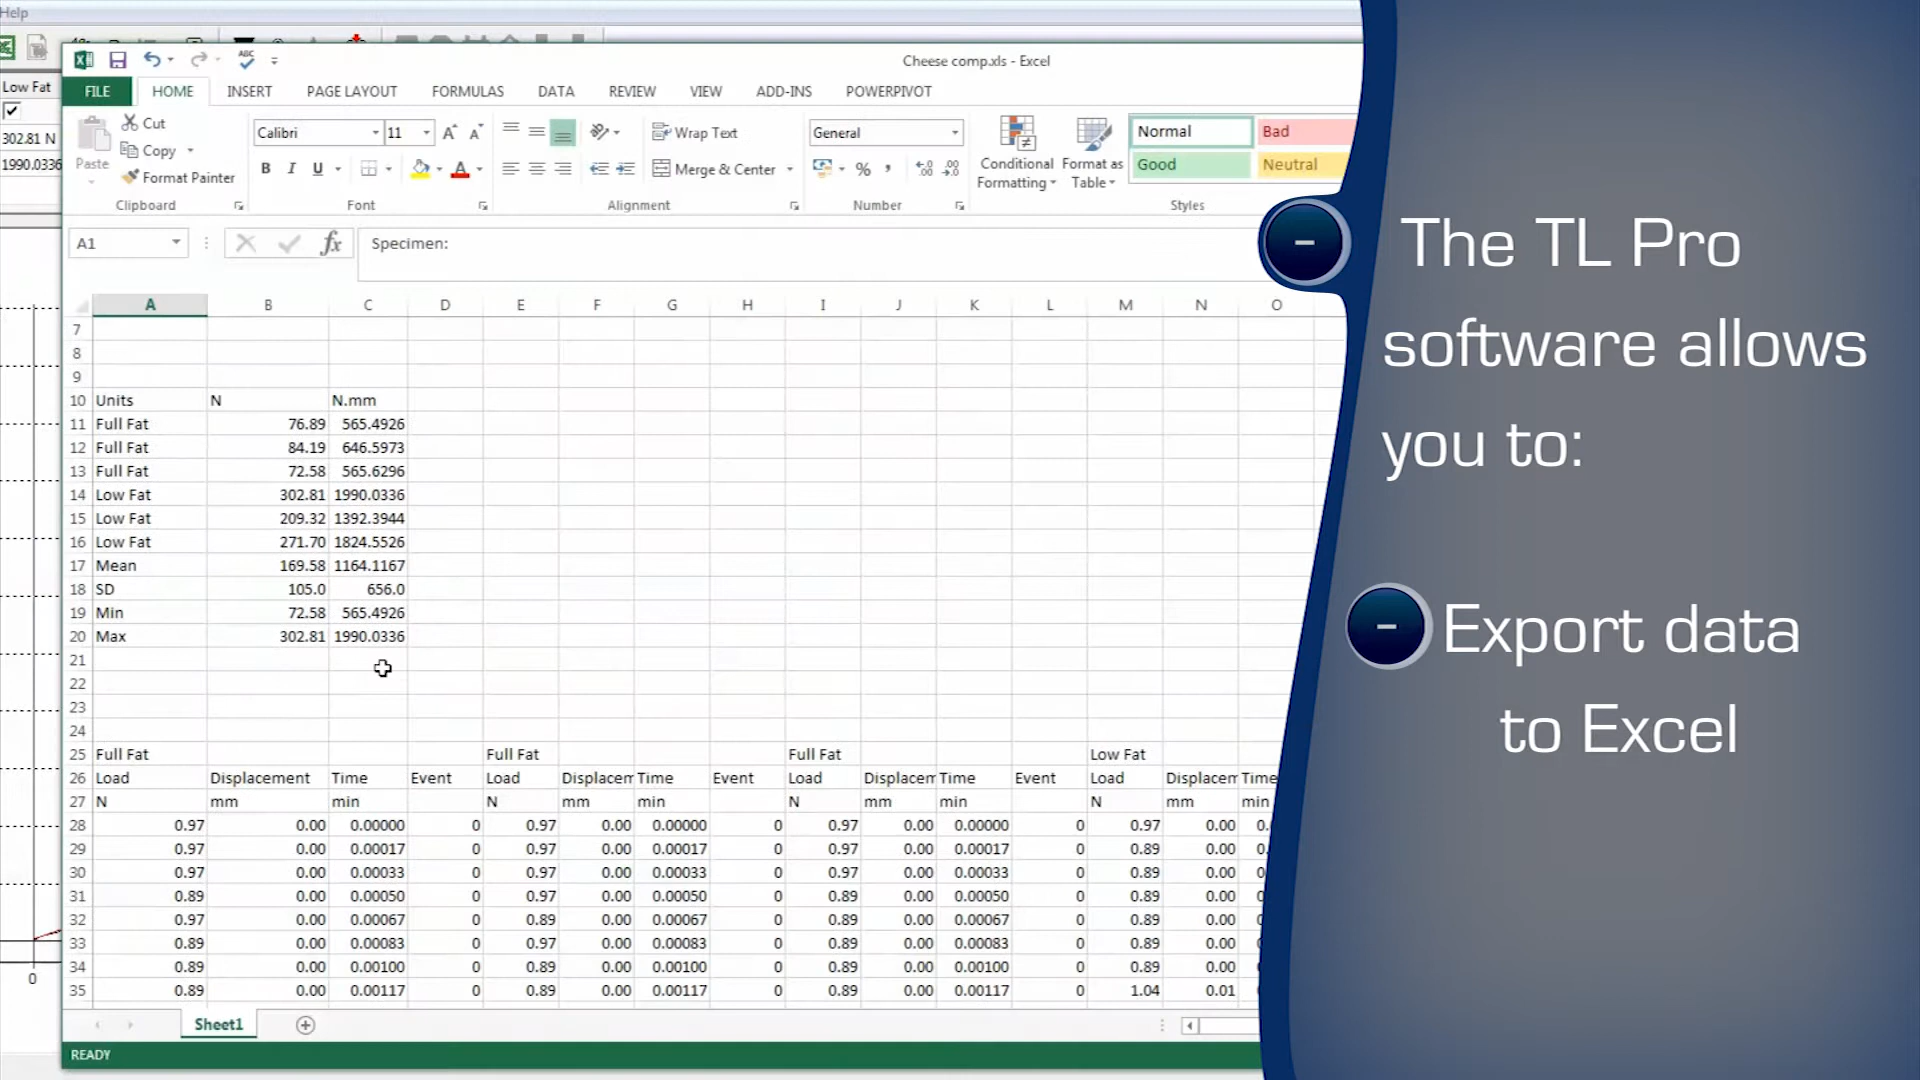 Help
Low Fat
302.81 N
1990.0336
0
ABC
Cheese comp.xls - Excel
FILE HOME INSERT PAGE LAYOUT FORMULAS DATA REVIEW VIEW ADD-INS POWERPIVOT
Paste
Cut
Copy
Format Painter
Clipboard
Calibri 11 A A
B I U A
Font
Wrap Text
Merge & Center
Alignment
General
% ,
Number
Conditional Formatting
Format as Table
Normal Bad
Good Neutral
Styles
A1 fx Specimen:
A B C D E F G H I J K L M N O
7
8
9
10 Units N N.mm
11 Full Fat 76.89 565.4926
12 Full Fat 84.19 646.5973
13 Full Fat 72.58 565.6296
14 Low Fat 302.81 1990.0336
15 Low Fat 209.32 1392.3944
16 Low Fat 271.70 1824.5526
17 Mean 169.58 1164.1167
18 SD 105.0 656.0
19 Min 72.58 565.4926
20 Max 302.81 1990.0336
21
22
23
24
25 Full Fat Full Fat Full Fat Low Fat
26 Load Displacement Time Event Load Displacem Time Event Load Displacem Time Event Load Displacem Time
27 N mm min N mm min N mm min N mm min
28 0.97 0.00 0.00000 0 0.97 0.00 0.00000 0 0.97 0.00 0.00000 0 0.97 0.00 0.
29 0.97 0.00 0.00017 0 0.97 0.00 0.00017 0 0.97 0.00 0.00017 0 0.89 0.00
30 0.97 0.00 0.00033 0 0.97 0.00 0.00033 0 0.97 0.00 0.00033 0 0.89 0.00
31 0.89 0.00 0.00050 0 0.97 0.00 0.00050 0 0.89 0.00 0.00050 0 0.89 0.00
32 0.97 0.00 0.00067 0 0.89 0.00 0.00067 0 0.89 0.00 0.00067 0 0.89 0.00
33 0.89 0.00 0.00083 0 0.97 0.00 0.00083 0 0.89 0.00 0.00083 0 0.89 0.00
34 0.89 0.00 0.00100 0 0.89 0.00 0.00100 0 0.89 0.00 0.00100 0 0.89 0.00
35 0.89 0.00 0.00117 0 0.89 0.00 0.00117 0 0.89 0.00 0.00117 0 1.04 0.01
Sheet1
READY
The TL Pro
software allows
you to:
Export data
to Excel